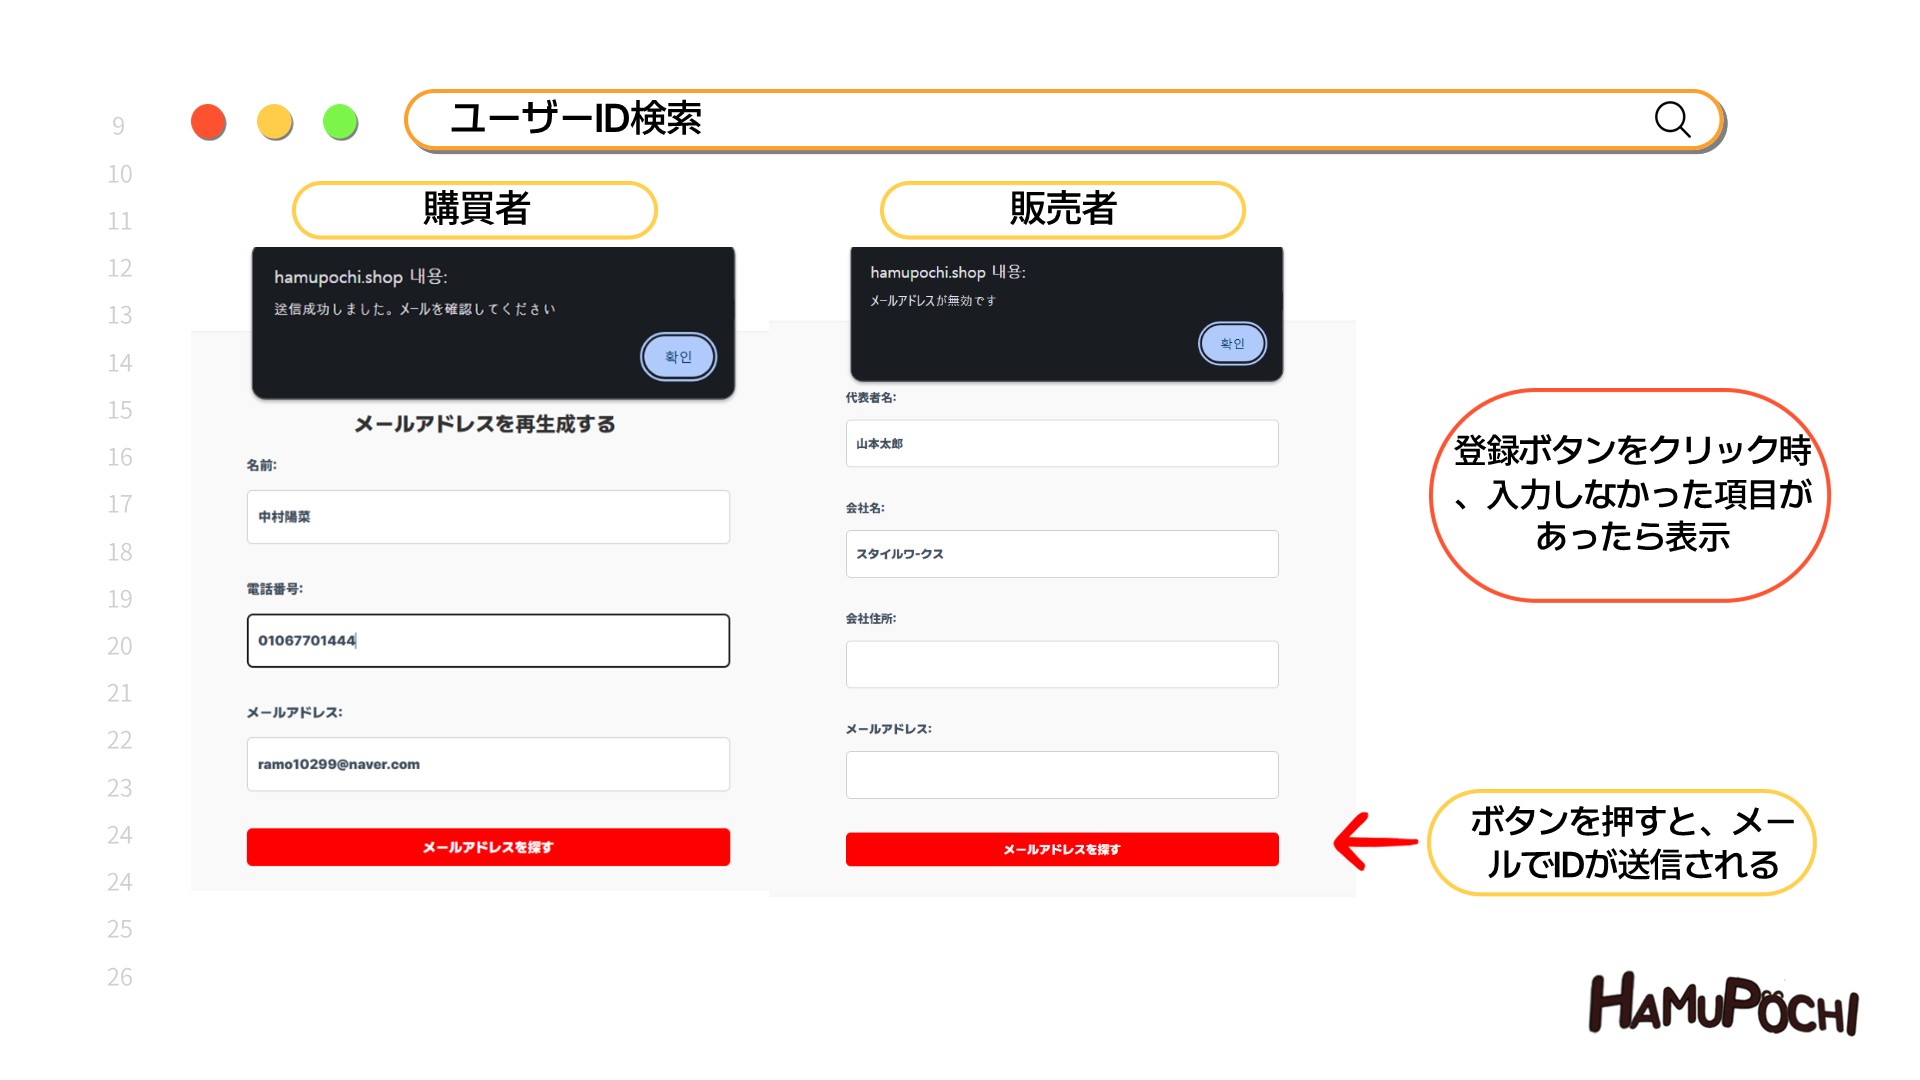 ユーザーID検索
購買者
hamupochi.shop 내용:
送信成功しました。メールを確認してください
확인
メールアドレスを再生成する
名前:
中村陽菜
電話番号:
01067701444
メールアドレス:
ramo10299@naver.com
メールアドレスを探す
販売者
hamupochi.shop 내용:
メールアドレスが無効です
확인
代表者名:
山本太郎
会社名:
スタイルワークス
会社住所:
メールアドレス:
メールアドレスを探す
登録ボタンをクリック時
、入力しなかった項目が
あったら表示
ボタンを押すと、メー
ルでIDが送信される
9
10
11
12
13
14
15
16
17
18
19
20
21
22
23
24
24
25
26
HAMUPOCHI